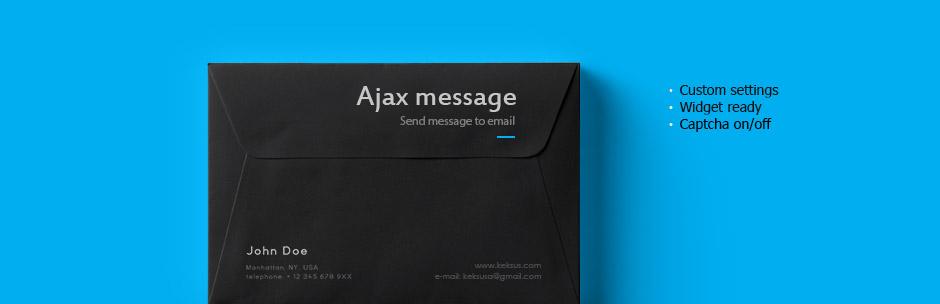 Ajax message
Send message to email
• Custom settings
• Widget ready
• Captcha on/off
John Doe
Manhattan, NY. USA
telephone. + 12 345 678 9XX
www.keksus.com
e-mail: keksusa@gmail.com